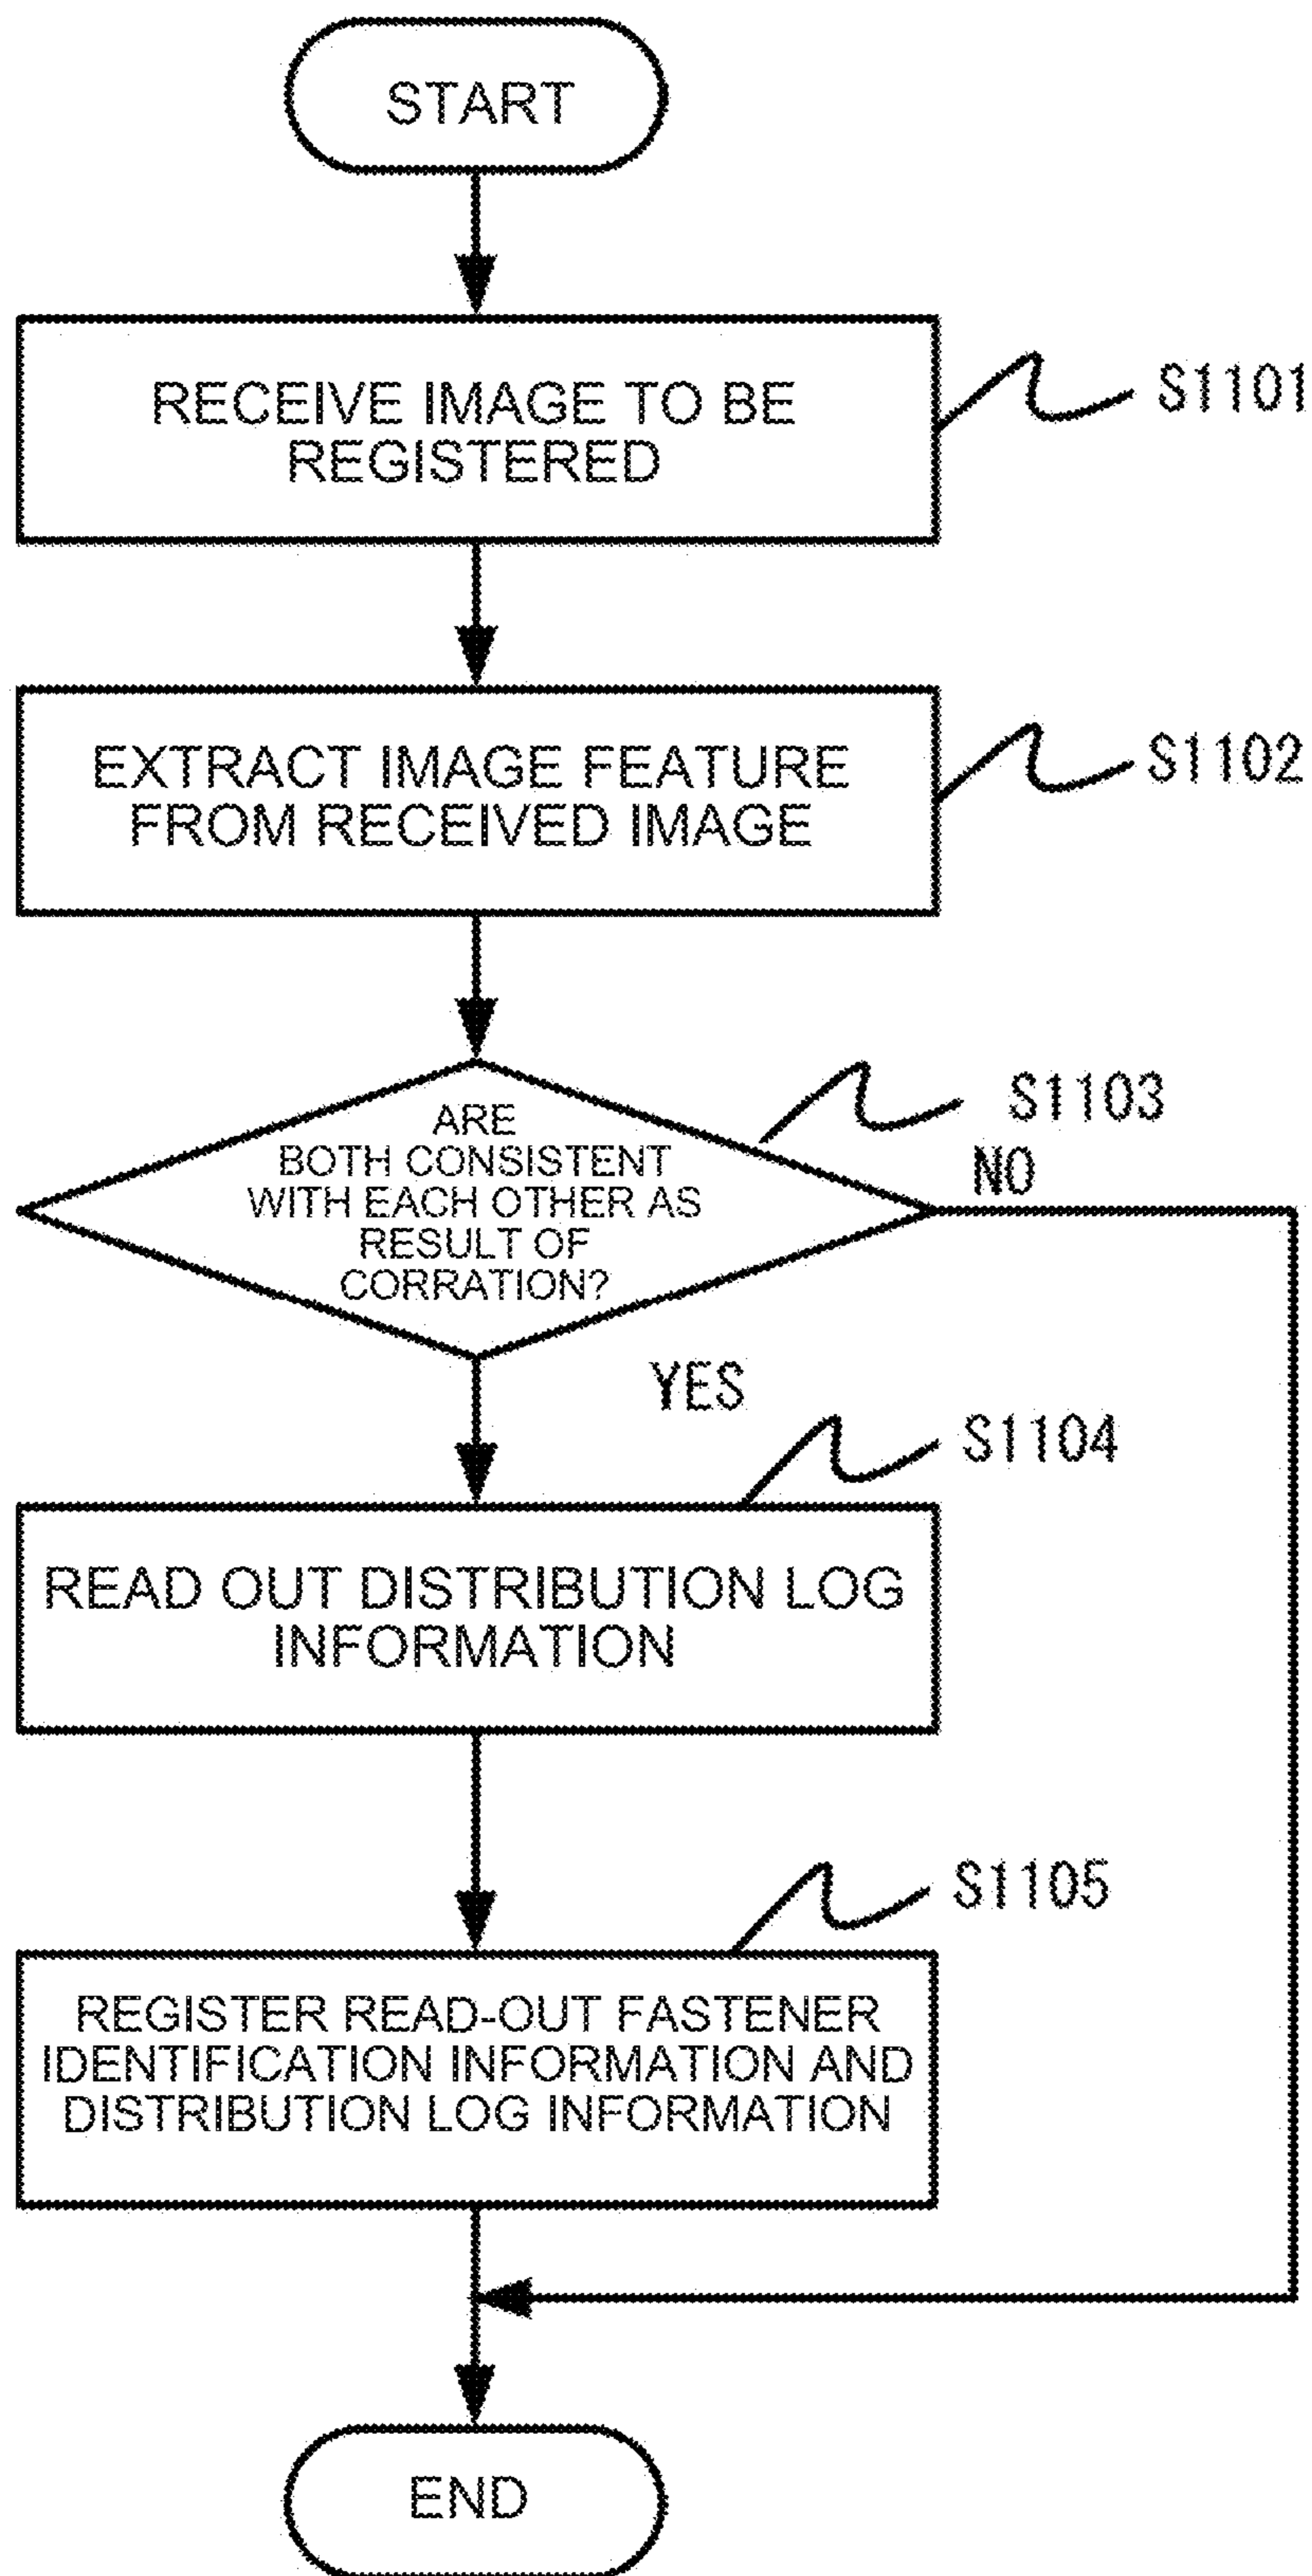 START
RECEIVE IMAGE TO BE
REGISTERED
S1101
EXTRACT IMAGE FEATURE
FROM RECEIVED IMAGE
S1102
ARE
BOTH CONSISTENT
WITH EACH OTHER AS
RESULT OF
CORRATION?
S1103
NO
YES
S1104
READ OUT DISTRIBUTION LOG
INFORMATION
S1105
REGISTER READ-OUT FASTENER
IDENTIFICATION INFORMATION AND
DISTRIBUTION LOG INFORMATION
END